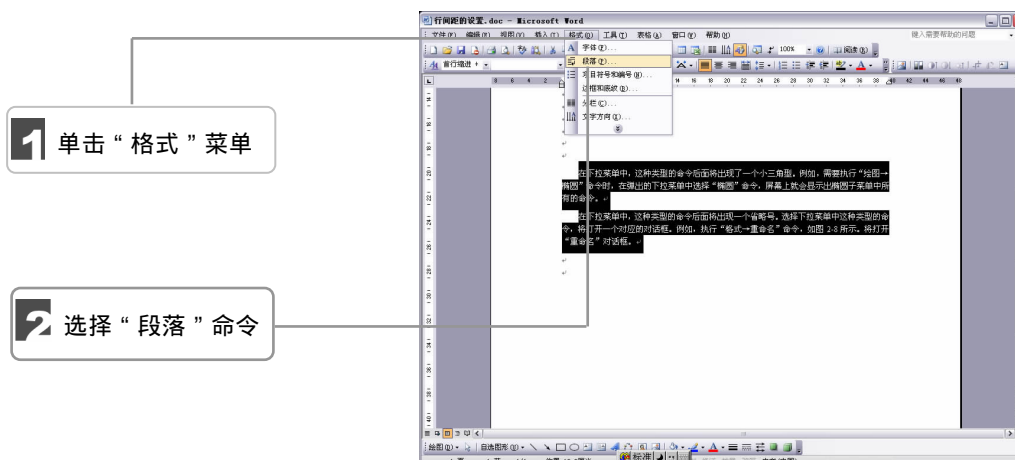 行间距的设置.doc - Microsoft Word
文件(F) 编辑(E) 视图(V) 插入(I) 格式(O) 工具(T) 表格(A) 窗口(W) 帮助(H) 键入需要帮助的问题
字体(F)... 100% 阅读(R)
首行缩进 + 段落(P)...
项目符号和编号(N)...
边框和底纹(B)...
分栏(C)...
文字方向(X)...
1 单击“格式”菜单
在下拉菜单中，这种类型的命令后面将出现了一个小三角型。例如，需要执行“绘图→
椭圆”命令时，在弹出的下拉菜单中选择“椭圆”命令，屏幕上就会显示出椭圆子菜单中所
有的命令。
在下拉菜单中，这种类型的命令后面将出现一个省略号。选择下拉菜单中这种类型的命
令，将打开一个对应的对话框。例如，执行“格式→重命名”命令，如图 2-8 所示。将打开
“重命名”对话框。
2 选择“段落”命令
绘图(D) 自选图形(U)
标准